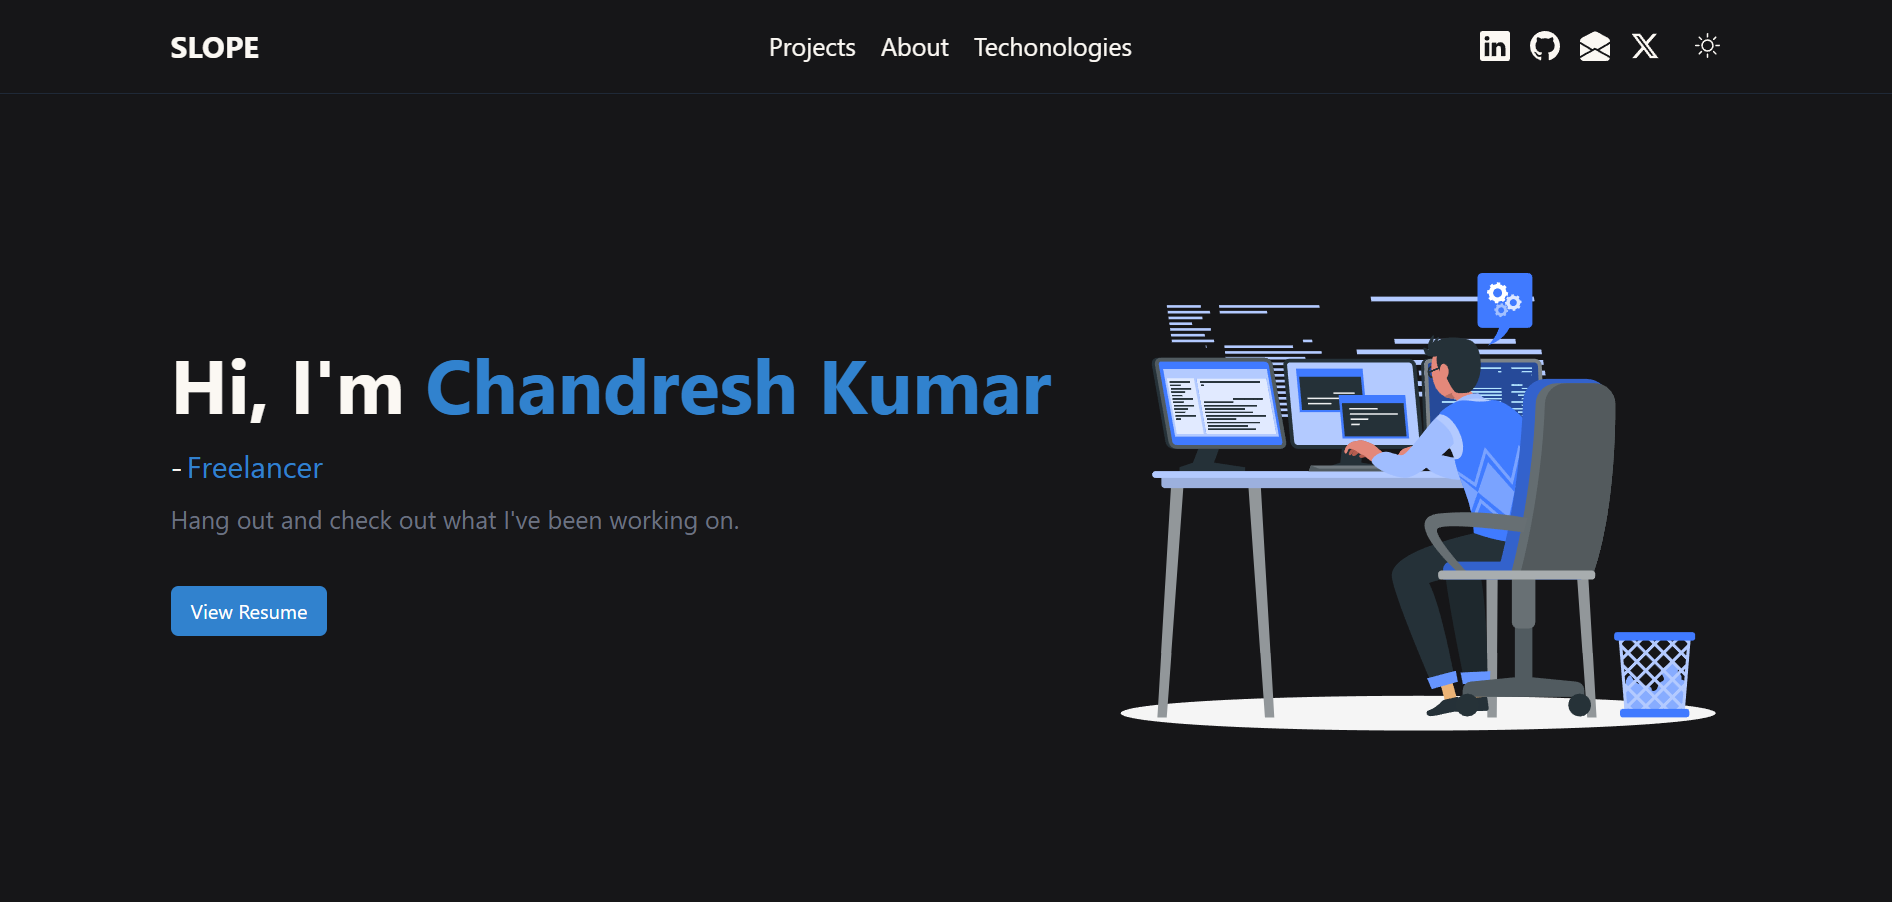 SLOPE
Projects About Techonologies
Hi, I'm Chandresh Kumar
- Freelancer
Hang out and check out what I've been working on.
View Resume